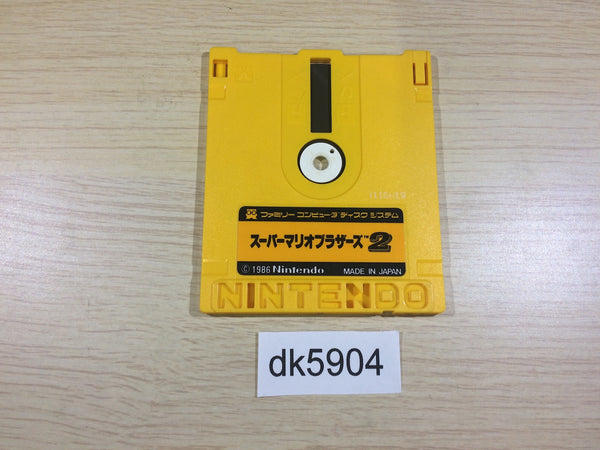 ファミリー コンピュータ ディスク システム
スーパーマリオブラザーズ™2
© 1986 Nintendo MADE IN JAPAN
NINTENDO
dk5904